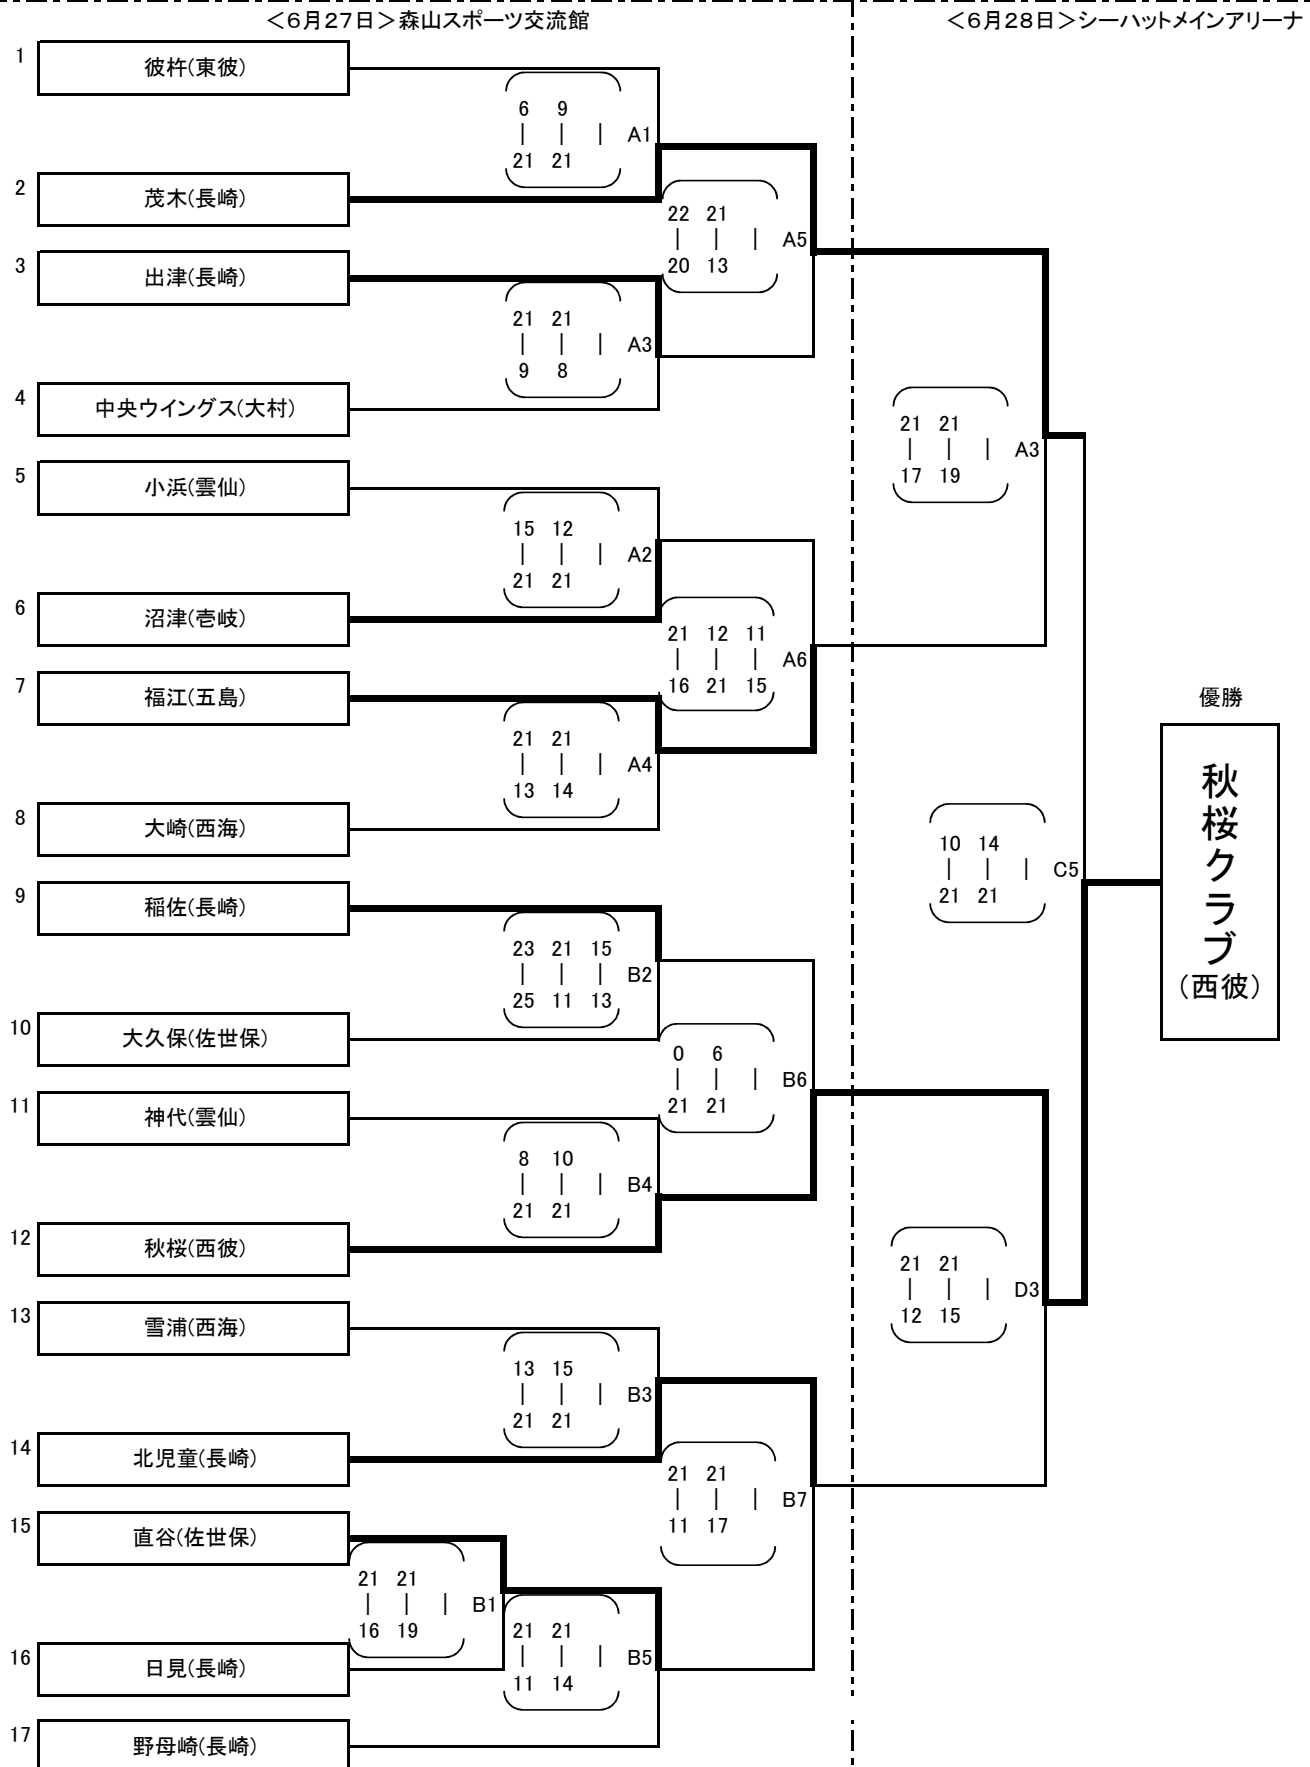 ＜6月27日＞森山スポーツ交流館
＜6月28日＞シーハットメインアリーナ
1
彼杵(東彼)
6 9
| | | A1
21 21
2
茂木(長崎)
22 21
| | | A5
20 13
3
出津(長崎)
21 21
| | | A3
9 8
4
中央ウイングス(大村)
21 21
| | | A3
17 19
5
小浜(雲仙)
15 12
| | | A2
21 21
6
沼津(壱岐)
21 12 11
| | | A6
16 21 15
7
福江(五島)
21 21
| | | A4
13 14
8
大崎(西海)
10 14
| | | C5
21 21
優勝
秋桜クラブ
(西彼)
9
稲佐(長崎)
23 21 15
| | | B2
25 11 13
10
大久保(佐世保)
0 6
| | | B6
21 21
11
神代(雲仙)
8 10
| | | B4
21 21
12
秋桜(西彼)
21 21
| | | D3
12 15
13
雪浦(西海)
13 15
| | | B3
21 21
14
北児童(長崎)
21 21
| | | B7
11 17
15
直谷(佐世保)
21 21
| | | B1
16 19
21 21
| | | B5
11 14
16
日見(長崎)
17
野母崎(長崎)